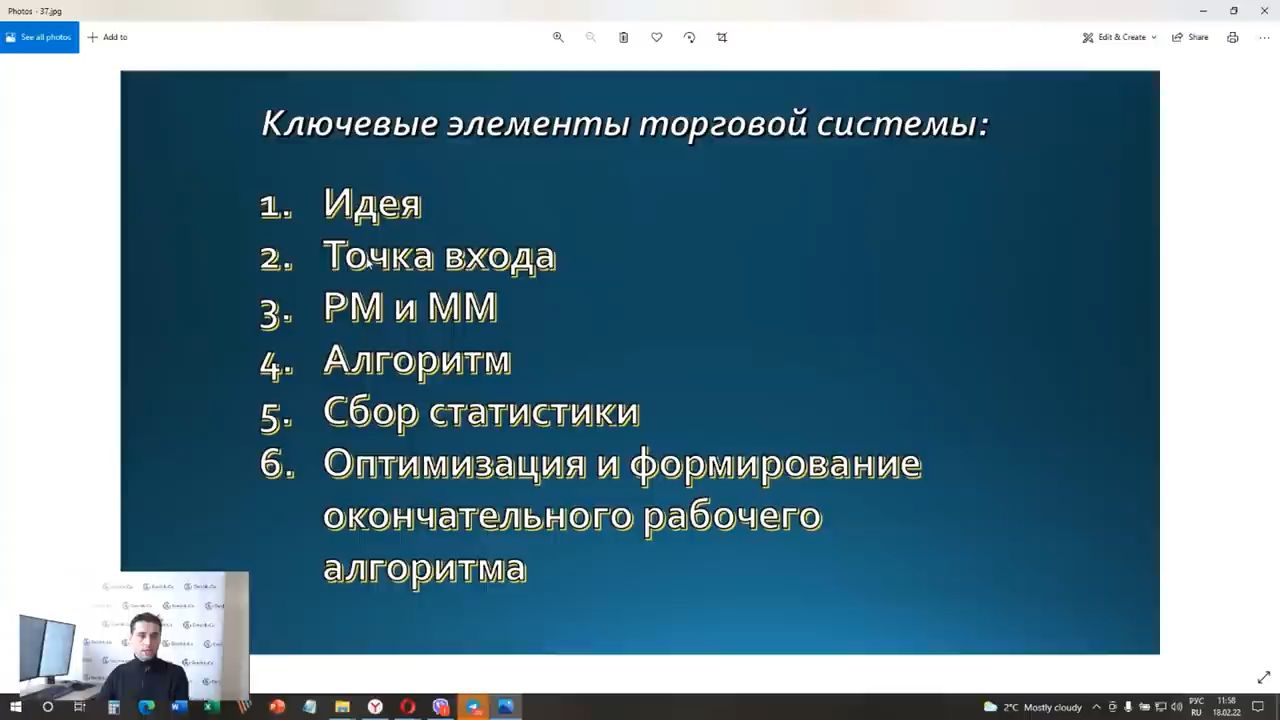 Photos - 37.jpg
See all photos
Add to
Edit & Create
Share
Ключевые элементы торговой системы:
1. Идея
2. Точка входа
3. РМ и ММ
4. Алгоритм
5. Сбор статистики
6. Оптимизация и формирование
окончательного рабочего
алгоритма
2°C Mostly cloudy
РУС
RU
11:58
18.02.22